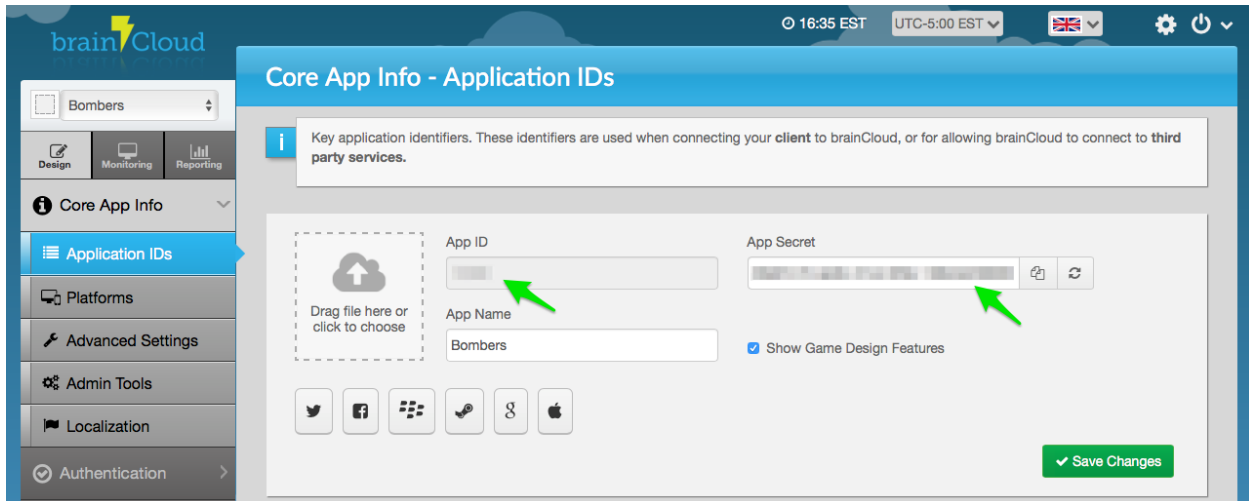 brainCloud
16:35 EST
UTC-5:00 EST
Core App Info - Application IDs
Bombers
Design
Monitoring
Reporting
Key application identifiers. These identifiers are used when connecting your client to brainCloud, or for allowing brainCloud to connect to third
party services.
Core App Info
Application IDs
Platforms
Advanced Settings
Admin Tools
Localization
Authentication
Drag file here or
click to choose
App ID
App Secret
App Name
Bombers
Show Game Design Features
Save Changes